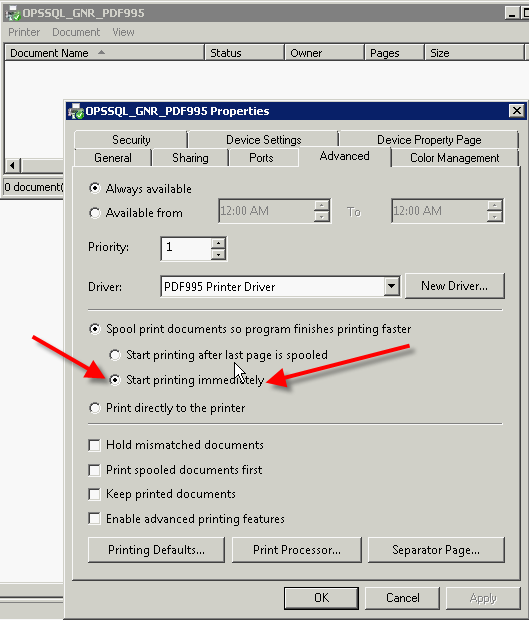 OPSSQL_GNR_PDF995
Printer Document View
Document Name Status Owner Pages Size
0 document(
OPSSQL_GNR_PDF995 Properties
Security Device Settings Device Property Page
General Sharing Ports Advanced Color Management
Always available
Available from 12:00 AM To 12:00 AM
Priority: 1
Driver: PDF995 Printer Driver New Driver...
Spool print documents so program finishes printing faster
Start printing after last page is spooled
Start printing immediately
Print directly to the printer
Hold mismatched documents
Print spooled documents first
Keep printed documents
Enable advanced printing features
Printing Defaults... Print Processor... Separator Page...
OK Cancel Apply